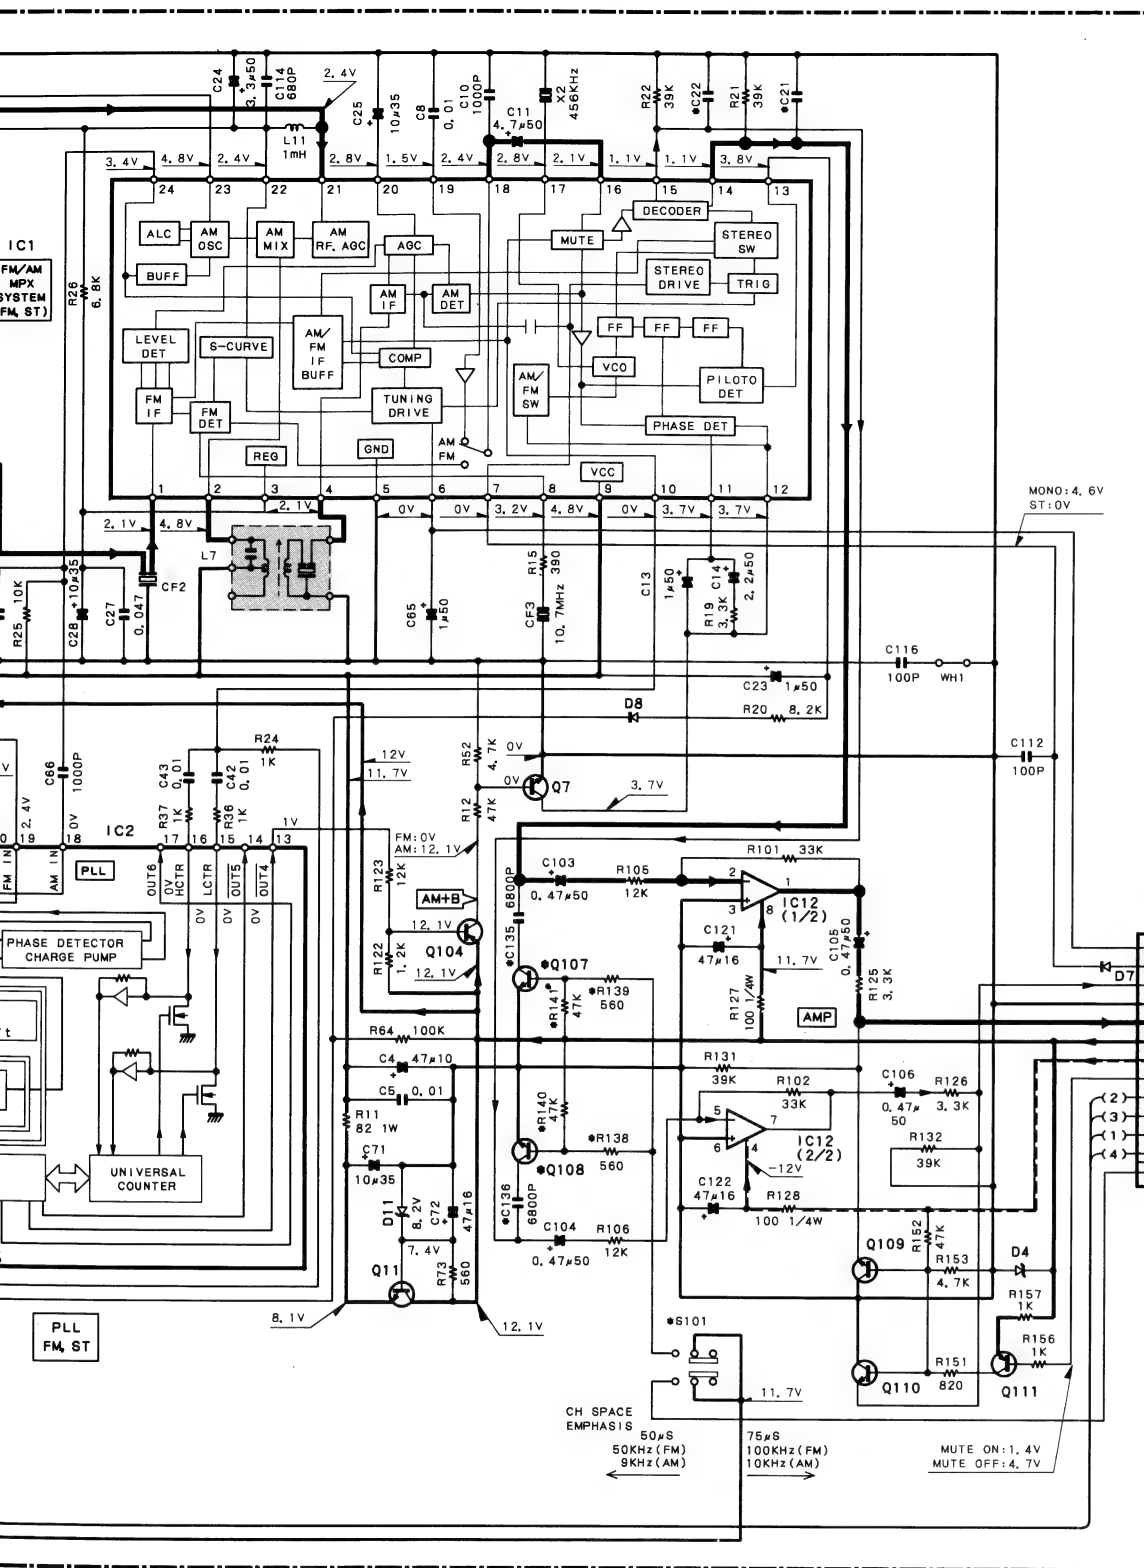 C24
3.3µ50
C114
680P
2.4V
L11
1mH
C25
10µ35
C8
0.01
C10
1000P
C11
4.7µ50
X2
456KHz
R22
39K
*C22
R21
39K
*C21
3.4V
4.8V
2.4V
2.8V
1.5V
2.4V
2.8V
2.1V
1.1V
1.1V
3.8V
24
23
22
21
20
19
18
17
16
15
14
13
IC1
FM/AM
MPX
SYSTEM
(FM, ST)
R26
6.8K
ALC
AM
OSC
AM
MIX
AM
RF. AGC
AGC
MUTE
DECODER
STEREO
SW
BUFF
AM
IF
AM
DET
STEREO
DRIVE
TRIG
LEVEL
DET
S-CURVE
AM/
FM
IF
BUFF
COMP
FF
FF
FF
VCO
AM/
FM
SW
PILOTO
DET
FM
IF
FM
DET
TUNING
DRIVE
PHASE DET
REG
GND
AM
FM
VCC
1
2
3
4
5
6
7
8
9
10
11
12
2.1V
4.8V
2.1V
0V
0V
3.2V
4.8V
0V
3.7V
3.7V
MONO:4.6V
ST:0V
L7
CF2
R25 10K
C28 10µ35
C27
0.047
C65
1µ50
R15
390
CF3
10.7MHz
C13
1µ50
C14
2.2µ50
R19
3.3K
C116
100P
WH1
C23
1µ50
R20
8.2K
D8
C66
1000P
C43
0.01
C42
0.01
R24
1K
R37
1K
R36
1K
12V
11.7V
R52
4.7K
R12
47K
0V
0V
Q7
3.7V
C112
100P
2.4V
0V
IC2
1V
19
18
17
16
15
14
13
FM IN
AM IN
PLL
OUT6
0V
HCTR
LCTR
0V
OUT5
0V
OUT4
FM:0V
AM:12.1V
R123
12K
AM+B
12.1V
Q104
R122
1.2K
12.1V
PHASE DETECTOR
CHARGE PUMP
UNIVERSAL
COUNTER
PLL
FM, ST
R64
100K
C4
47µ10
C5
0.01
R11
82 1W
C71
10µ35
D11
8.2V
C72
47µ16
7.4V
Q11
R73
560
8.1V
12.1V
C103
0.47µ50
R105
12K
R101
33K
2
3
1
8
IC12
(1/2)
*C135
6800P
C121
47µ16
11.7V
C105
0.47µ50
R125
3.3K
*Q107
*R141
47K
*R139
560
R127
100 1/4W
AMP
D7
R131
39K
R102
33K
C106
0.47µ
50
R126
3.3K
*R140
47K
*R138
560
*Q108
5
6
7
4
IC12
(2/2)
-12V
R132
39K
(2)
(3)
(1)
(4)
*C136
6800P
C104
0.47µ50
R106
12K
C122
47µ16
R128
100 1/4W
R152
47K
Q109
R153
4.7K
D4
R157
1K
R156
1K
*S101
11.7V
Q110
R151
820
Q111
CH SPACE
EMPHASIS
50µS
50KHz(FM)
9KHz(AM)
75µS
100KHz(FM)
10KHz(AM)
MUTE ON:1.4V
MUTE OFF:4.7V